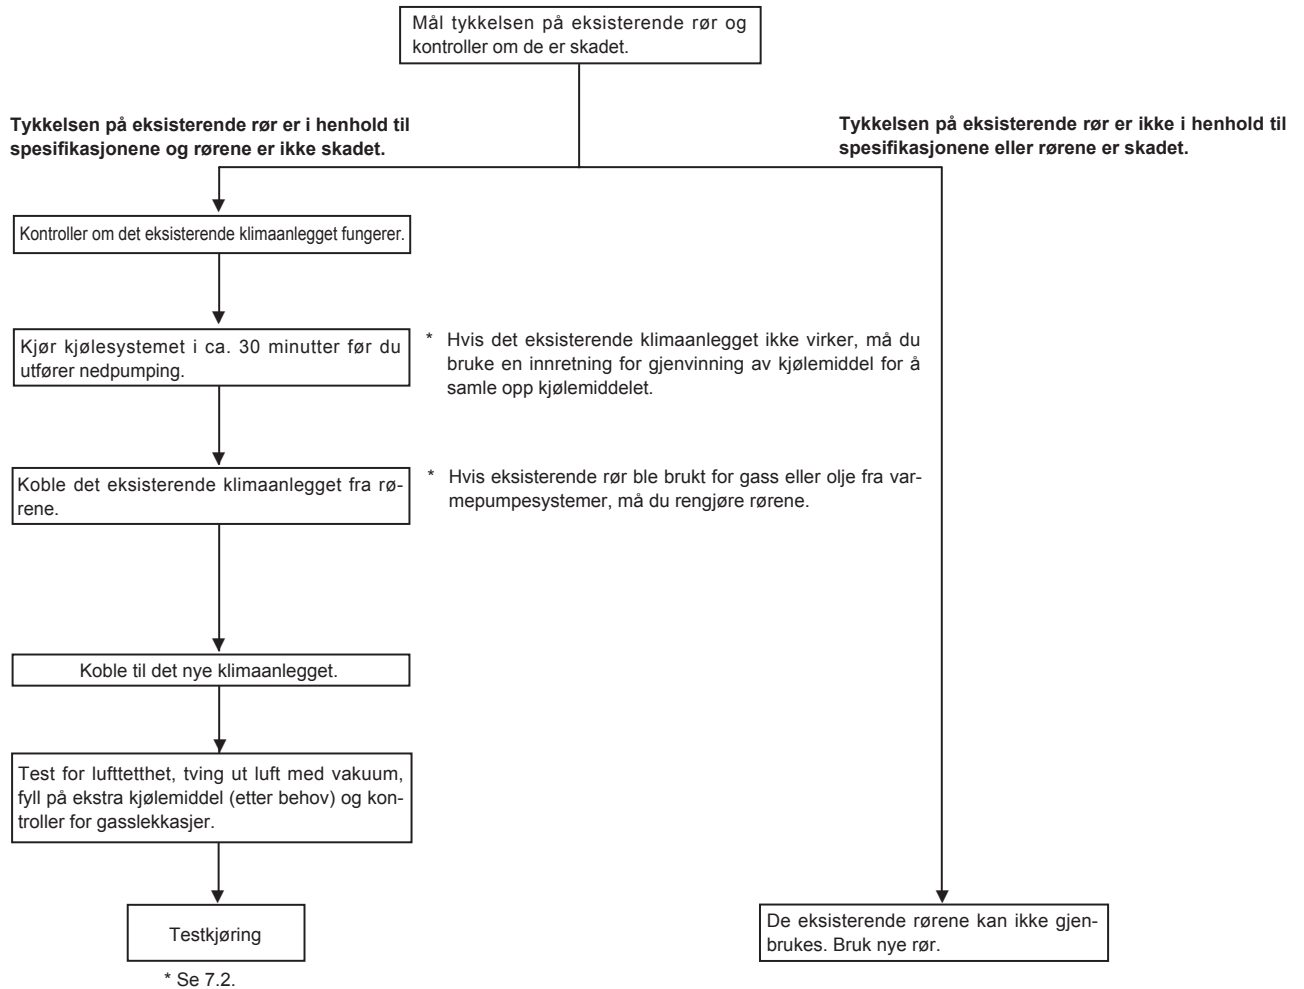 Mål tykkelsen på eksisterende rør og
kontroller om de er skadet.
Tykkelsen på eksisterende rør er i henhold til
spesifikasjonene og rørene er ikke skadet.
Tykkelsen på eksisterende rør er ikke i henhold til
spesifikasjonene eller rørene er skadet.
Kontroller om det eksisterende klimaanlegget fungerer.
Kjør kjølesystemet i ca. 30 minutter før du
utfører nedpumping.
* Hvis det eksisterende klimaanlegget ikke virker, må du
bruke en innretning for gjenvinning av kjølemiddel for å
samle opp kjølemiddelet.
Koble det eksisterende klimaanlegget fra rø-
rene.
* Hvis eksisterende rør ble brukt for gass eller olje fra var-
mepumpesystemer, må du rengjøre rørene.
Koble til det nye klimaanlegget.
Test for lufttetthet, tving ut luft med vakuum,
fyll på ekstra kjølemiddel (etter behov) og kon-
troller for gasslekkasjer.
Testkjøring
* Se 7.2.
De eksisterende rørene kan ikke gjen-
brukes. Bruk nye rør.